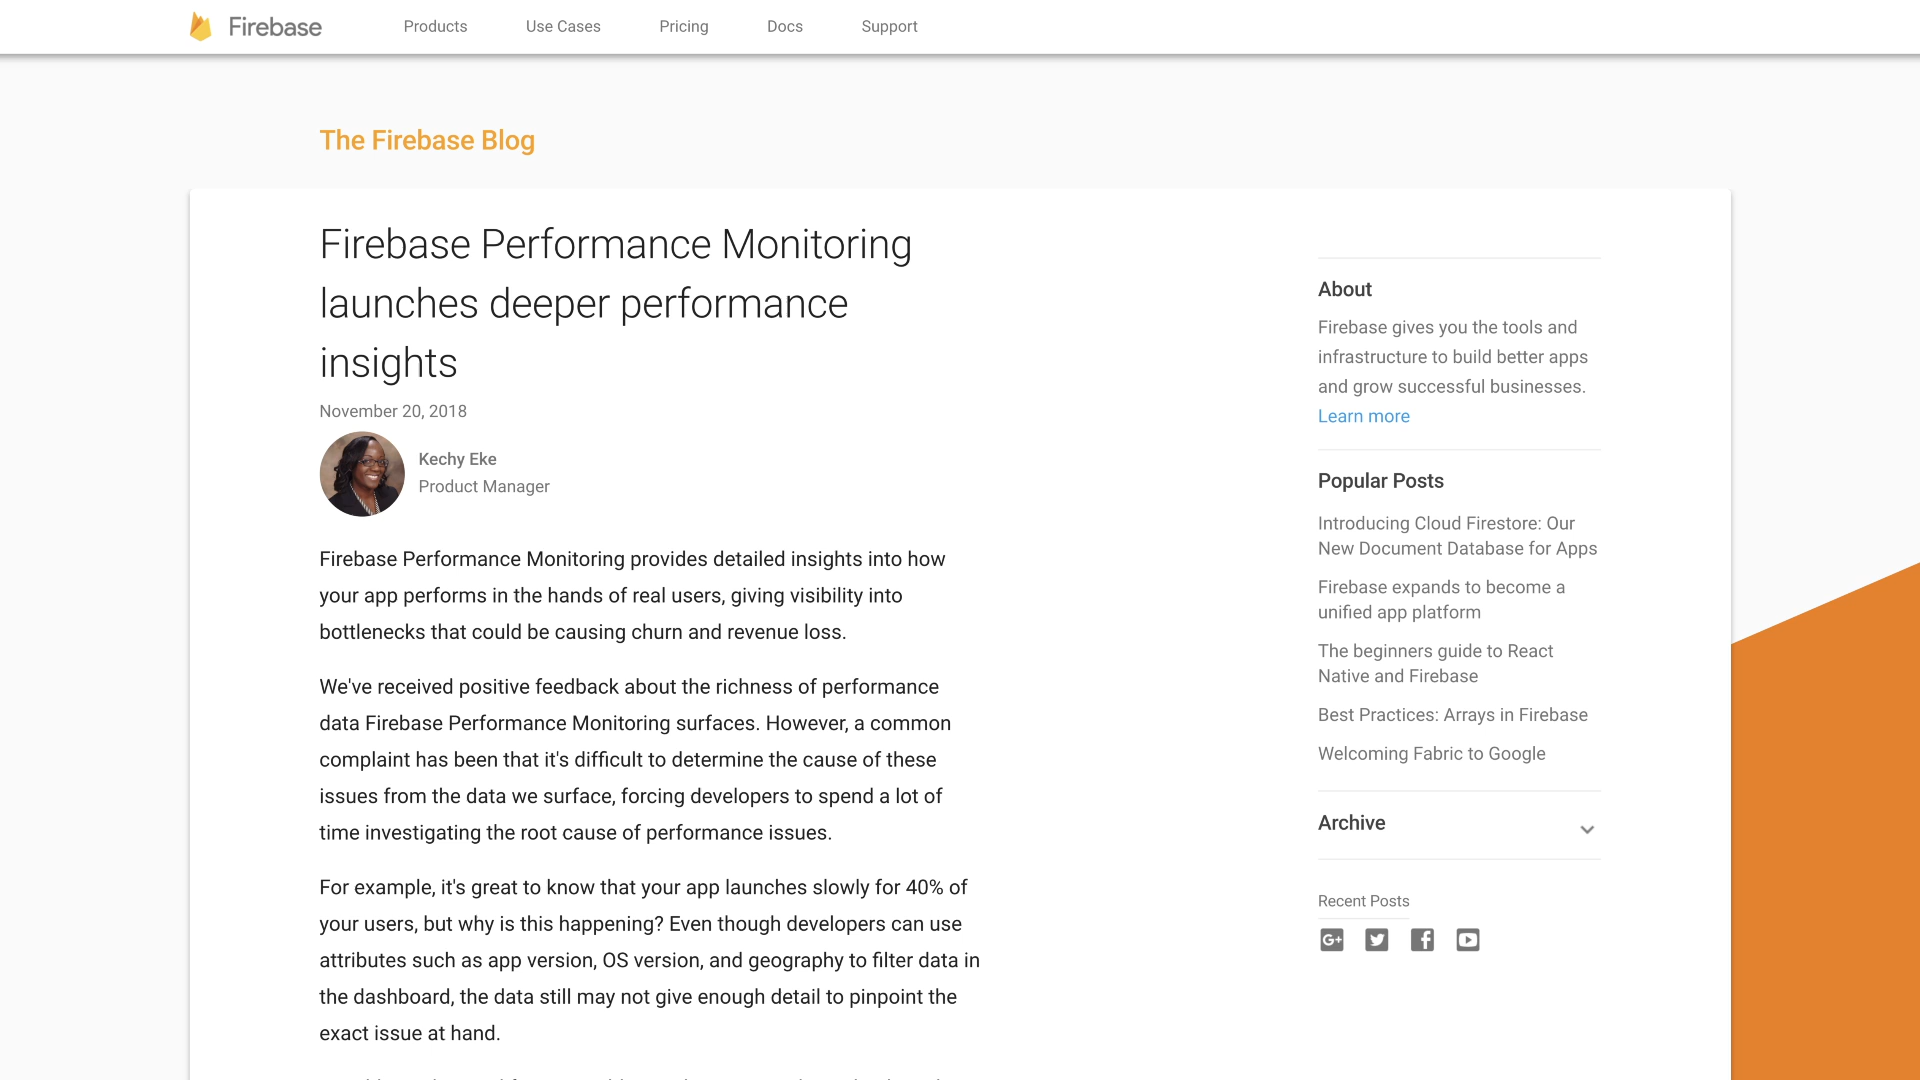 Firebase
Products
Use Cases
Pricing
Docs
Support
The Firebase Blog
Firebase Performance Monitoring
launches deeper performance
insights
November 20, 2018
Kechy Eke
Product Manager
Firebase Performance Monitoring provides detailed insights into how
your app performs in the hands of real users, giving visibility into
bottlenecks that could be causing churn and revenue loss.
We've received positive feedback about the richness of performance
data Firebase Performance Monitoring surfaces. However, a common
complaint has been that it's difficult to determine the cause of these
issues from the data we surface, forcing developers to spend a lot of
time investigating the root cause of performance issues.
For example, it's great to know that your app launches slowly for 40% of
your users, but why is this happening? Even though developers can use
attributes such as app version, OS version, and geography to filter data in
the dashboard, the data still may not give enough detail to pinpoint the
exact issue at hand.
About
Firebase gives you the tools and
infrastructure to build better apps
and grow successful businesses.
Learn more
Popular Posts
Introducing Cloud Firestore: Our
New Document Database for Apps
Firebase expands to become a
unified app platform
The beginners guide to React
Native and Firebase
Best Practices: Arrays in Firebase
Welcoming Fabric to Google
Archive
Recent Posts